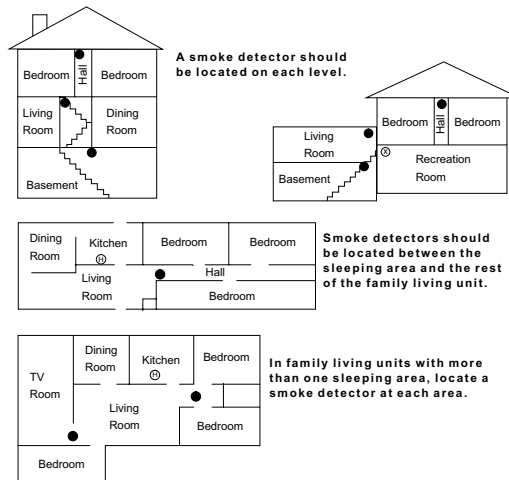 A smoke detector should
be located on each level.
Bedroom
Hall
Bedroom
Living
Room
Dining
Room
Basement
Bedroom
Hall
Bedroom
Living
Room
X
Recreation
Room
Basement
Dining
Room
Kitchen
H
Bedroom
Bedroom
Living
Room
Hall
Bedroom
Smoke detectors should
be located between the
sleeping area and the rest
of the family living unit.
TV
Room
Dining
Room
Kitchen
H
Bedroom
Living
Room
Bedroom
Bedroom
In family living units with more
than one sleeping area, locate a
smoke detector at each area.